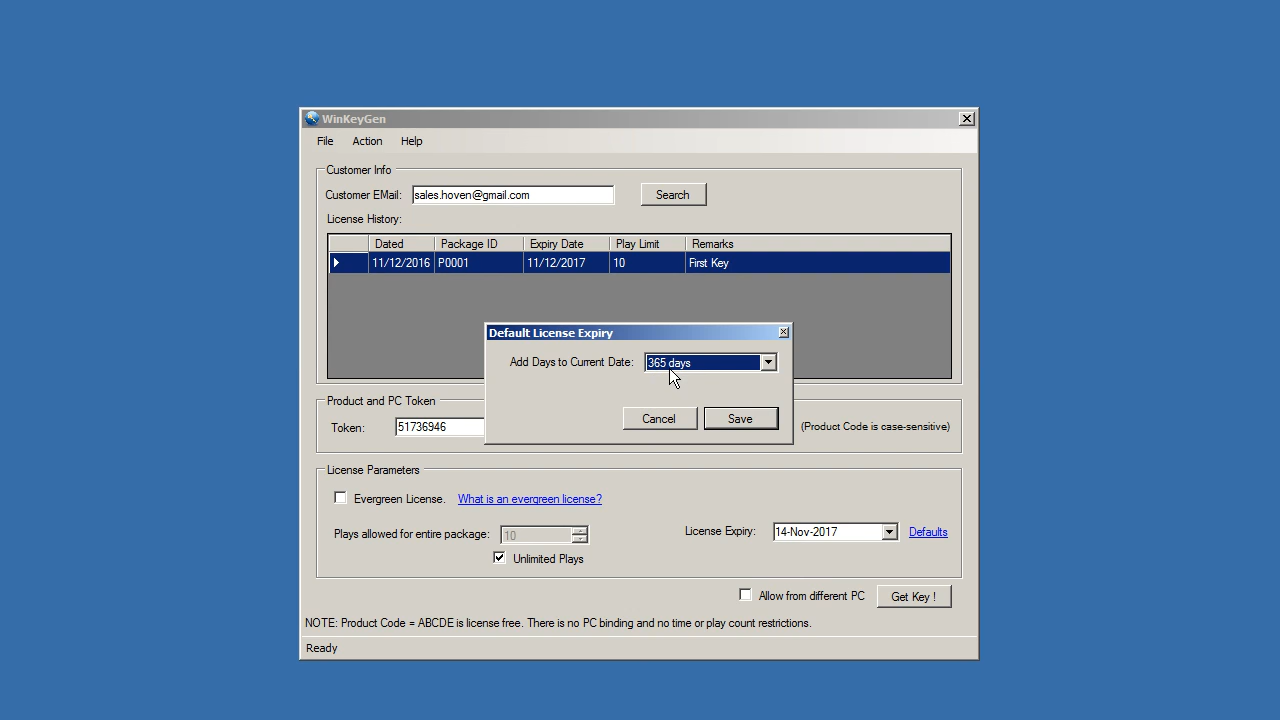 WinKeyGen
File Action Help
Customer Info
Customer EMail: sales.hoven@gmail.com Search
License History:
Dated Package ID Expiry Date Play Limit Remarks
11/12/2016 P0001 11/12/2017 10 First Key
Default License Expiry
Add Days to Current Date: 365 days
Cancel Save
Product and PC Token
Token: 51736946 (Product Code is case-sensitive)
License Parameters
Evergreen License. What is an evergreen license?
Plays allowed for entire package: 10 License Expiry: 14-Nov-2017 Defaults
Unlimited Plays
Allow from different PC Get Key !
NOTE: Product Code = ABCDE is license free. There is no PC binding and no time or play count restrictions.
Ready